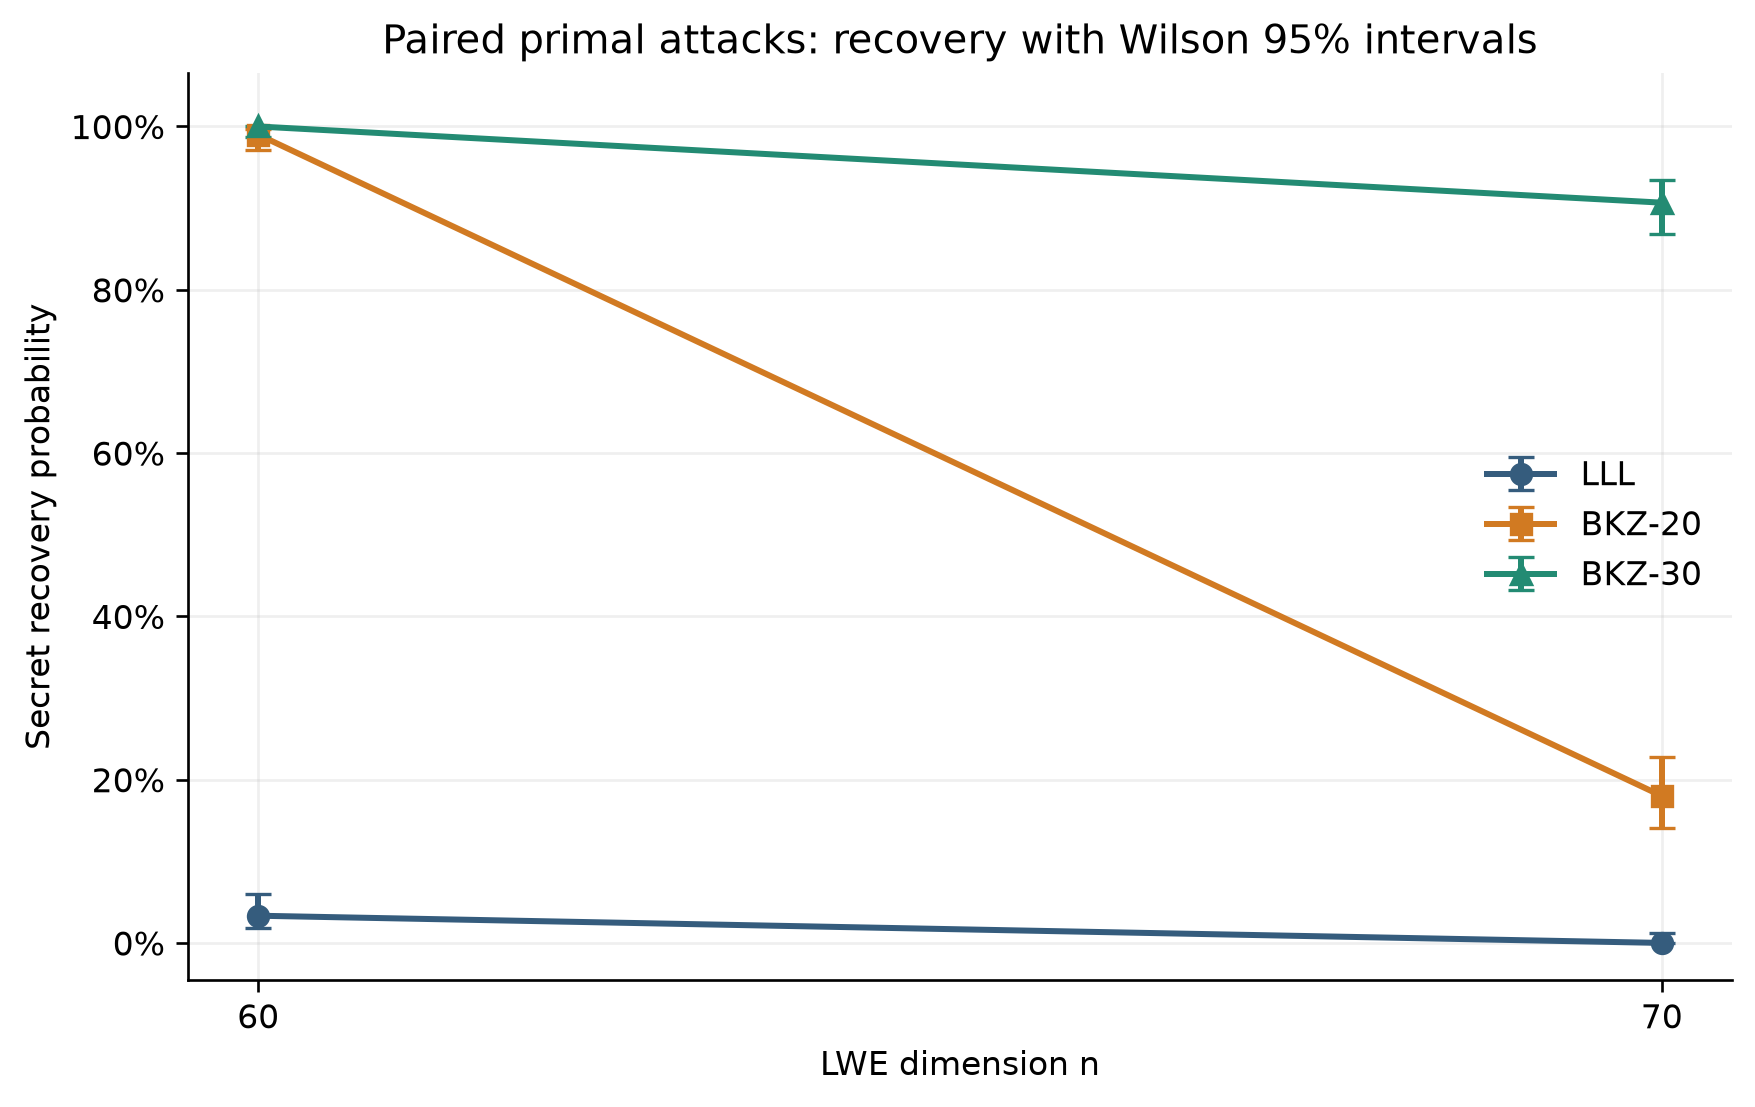 Paired primal attacks: recovery with Wilson 95% intervals
Secret recovery probability
100%
80%
60%
40%
20%
0%
LLL
BKZ-20
BKZ-30
60
70
LWE dimension n